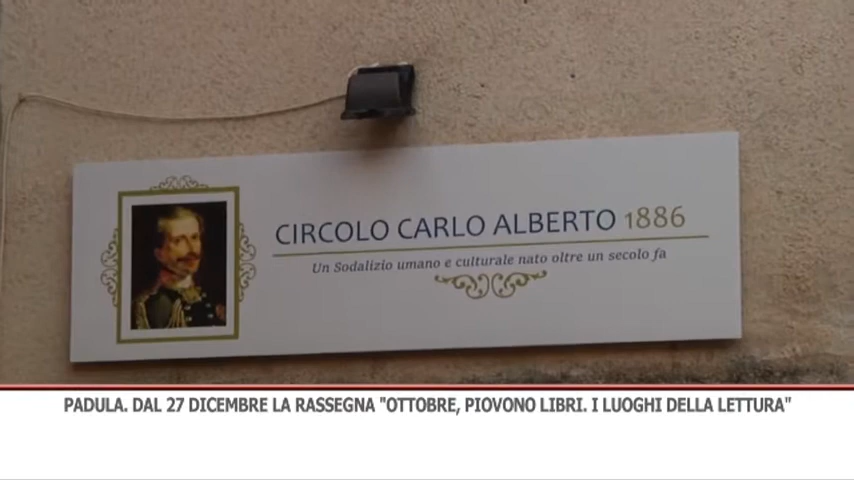 CIRCOLO CARLO ALBERTO 1886
Un Sodalizio umano e culturale nato oltre un secolo fa
PADULA. DAL 27 DICEMBRE LA RASSEGNA "OTTOBRE, PIOVONO LIBRI. I LUOGHI DELLA LETTURA"